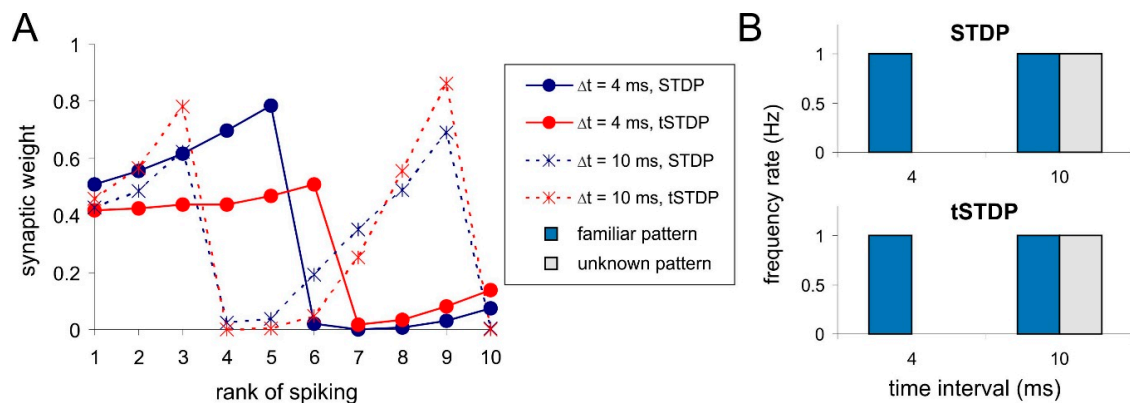 A
synaptic weight
1
0.8
0.6
0.4
0.2
0
1 2 3 4 5 6 7 8 9 10
rank of spiking
Δt = 4 ms, STDP
Δt = 4 ms, tSTDP
Δt = 10 ms, STDP
Δt = 10 ms, tSTDP
familiar pattern
unknown pattern
B
frequency rate (Hz)
STDP
1
0.5
0
4 10
tSTDP
1
0.5
0
4 10
time interval (ms)